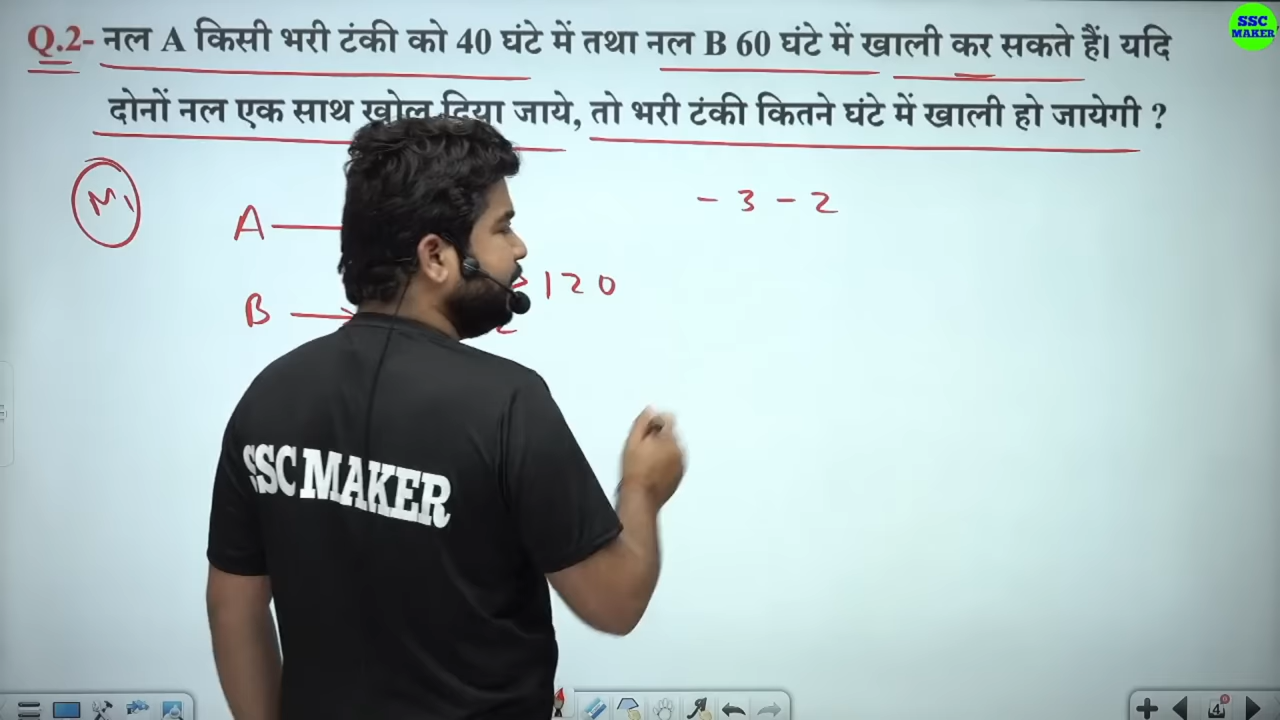 Q.2- नल A किसी भरी टंकी को 40 घंटे में तथा नल B 60 घंटे में खाली कर सकते हैं। यदि
दोनों नल एक साथ खोल दिया जाये, तो भरी टंकी कितने घंटे में खाली हो जायेगी ?
SSC
MAKER
M1
A
- 3 - 2
B
120
SSC MAKER
4